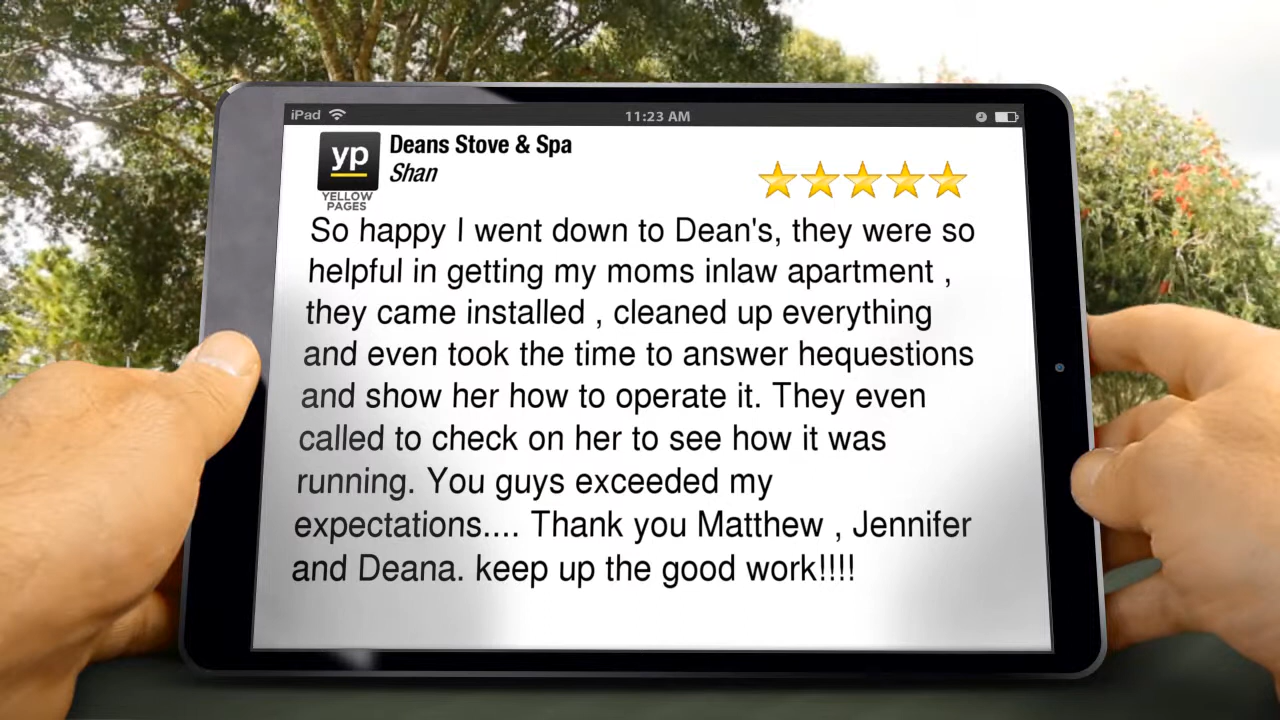 iPad
11:23 AM
yp
YELLOW
PAGES
Deans Stove & Spa
Shan
So happy I went down to Dean's, they were so
helpful in getting my moms inlaw apartment ,
they came installed , cleaned up everything
and even took the time to answer hequestions
and show her how to operate it. They even
called to check on her to see how it was
running. You guys exceeded my
expectations.... Thank you Matthew , Jennifer
and Deana. keep up the good work!!!!